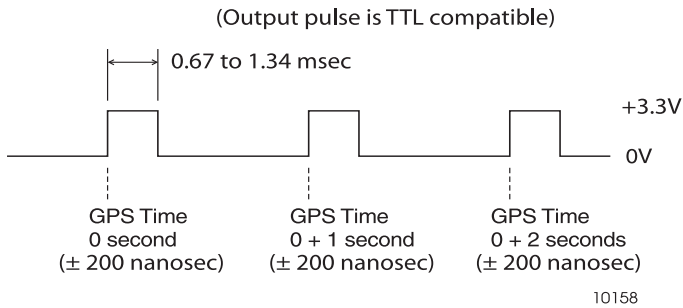 (Output pulse is TTL compatible)
0.67 to 1.34 msec
+3.3V
0V
GPS Time
0 second
(± 200 nanosec)
GPS Time
0 + 1 second
(± 200 nanosec)
GPS Time
0 + 2 seconds
(± 200 nanosec)
10158